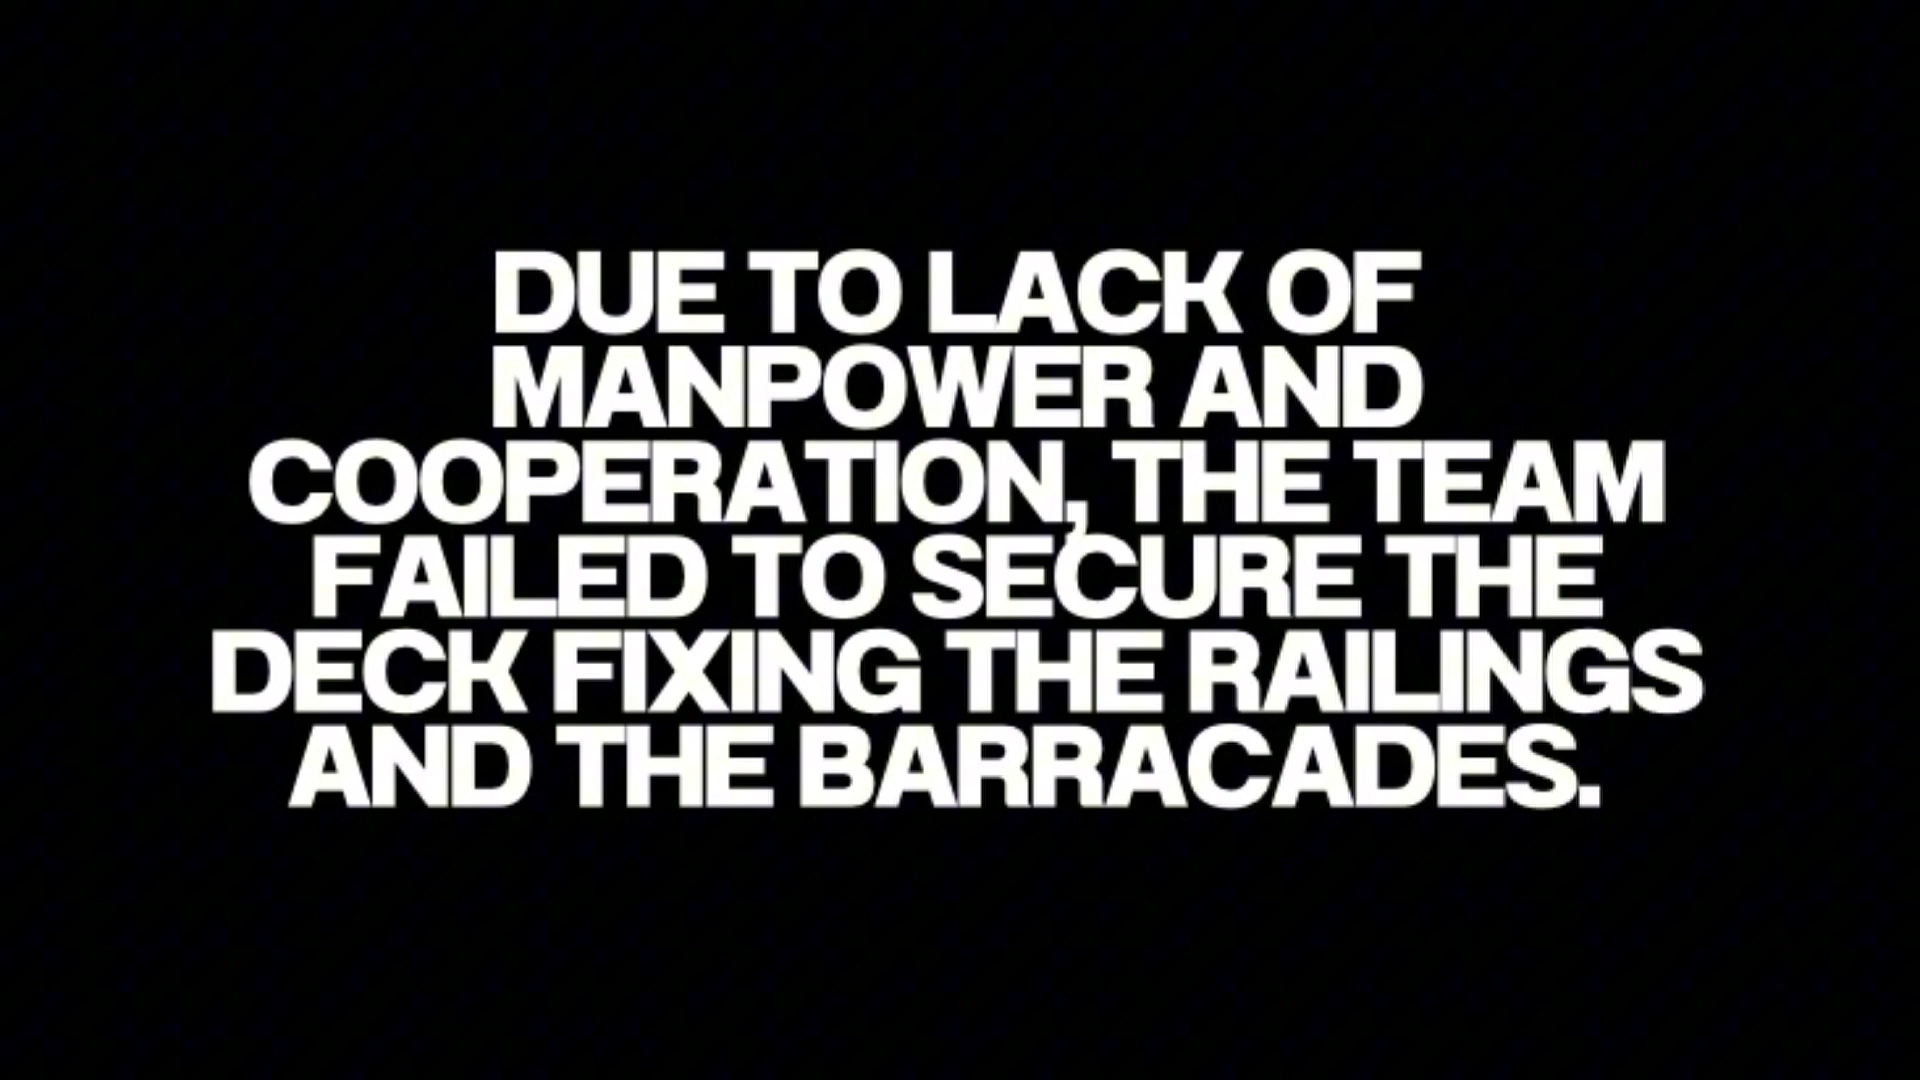 DUE TO LACK OF
MANPOWER AND
COOPERATION, THE TEAM
FAILED TO SECURE THE
DECK FIXING THE RAILINGS
AND THE BARRACADES.